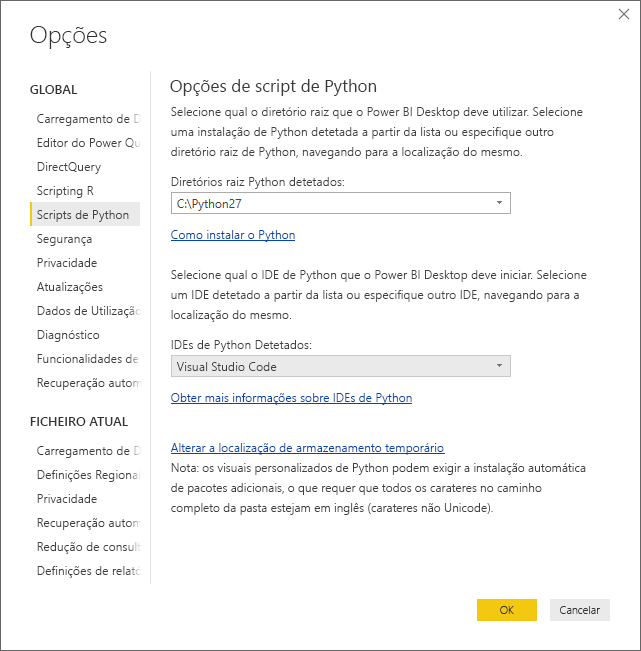 Opções
GLOBAL
Carregamento de D
Editor do Power Qu
DirectQuery
Scripting R
Scripts de Python
Segurança
Privacidade
Atualizações
Dados de Utilização
Diagnóstico
Funcionalidades de
Recuperação autom
FICHEIRO ATUAL
Carregamento de D
Definições Regionai
Privacidade
Recuperação autom
Redução de consult
Definições de relató
Opções de script de Python
Selecione qual o diretório raiz que o Power BI Desktop deve utilizar. Selecione
uma instalação de Python detetada a partir da lista ou especifique outro
diretório raiz de Python, navegando para a localização do mesmo.
Diretórios raiz Python detetados:
C:\Python27
Como instalar o Python
Selecione qual o IDE de Python que o Power BI Desktop deve iniciar. Selecione
um IDE detetado a partir da lista ou especifique outro IDE, navegando para a
localização do mesmo.
IDEs de Python Detetados:
Visual Studio Code
Obter mais informações sobre IDEs de Python
Alterar a localização de armazenamento temporário
Nota: os visuais personalizados de Python podem exigir a instalação automática
de pacotes adicionais, o que requer que todos os carateres no caminho
completo da pasta estejam em inglês (carateres não Unicode).
OK
Cancelar